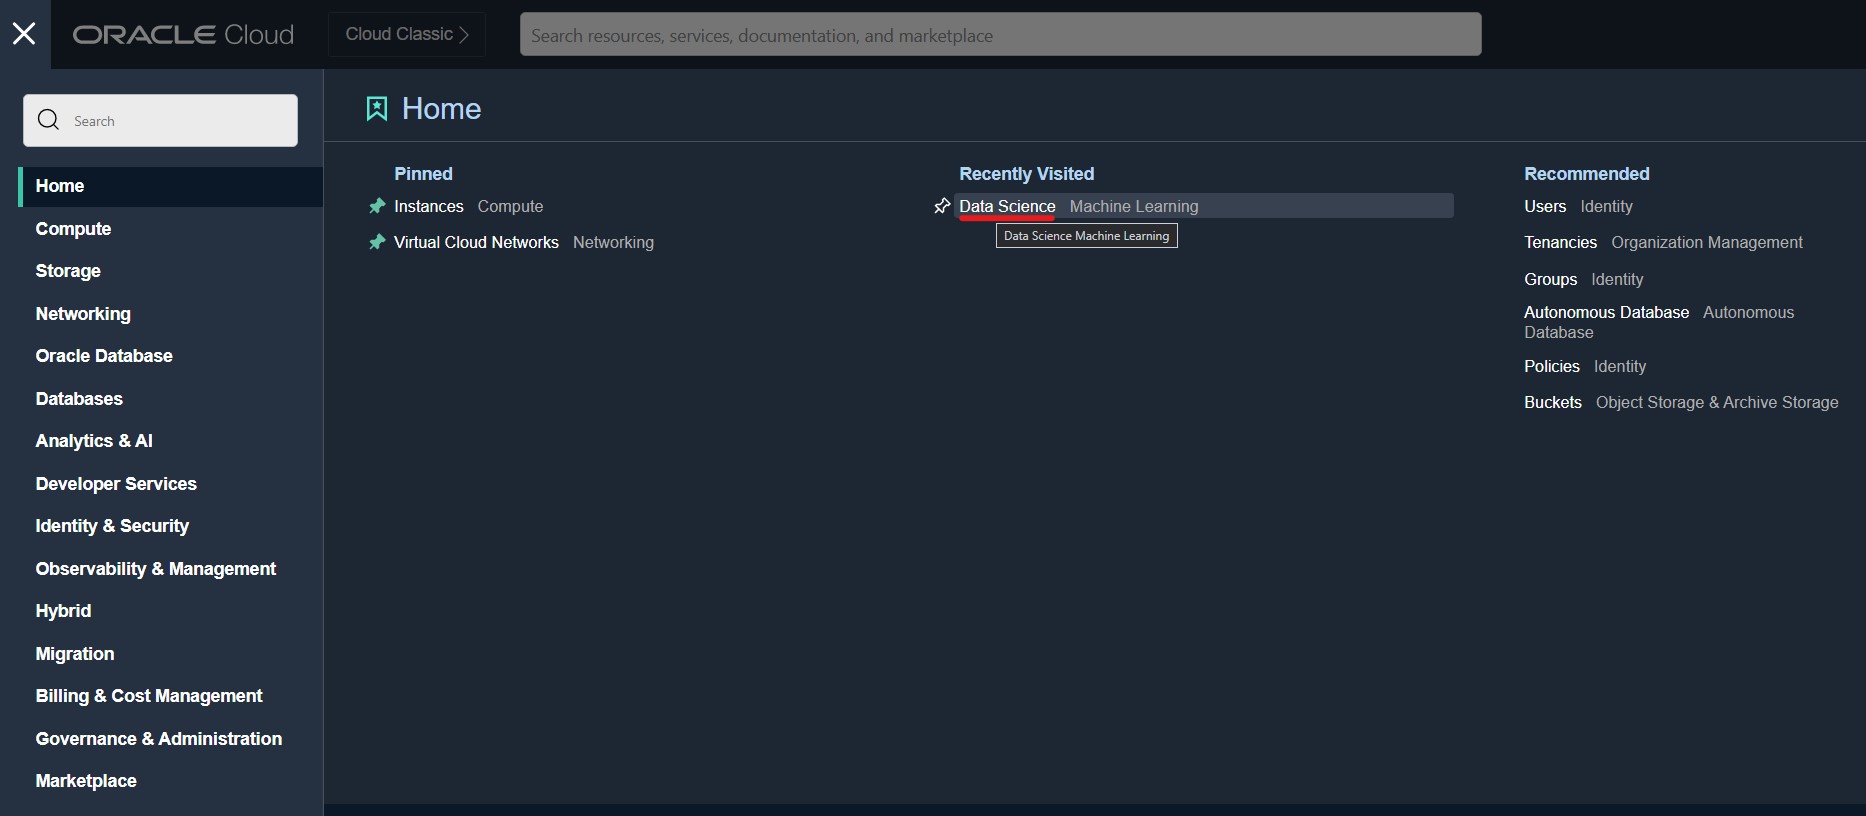 ORACLE Cloud
Cloud Classic
Search resources, services, documentation, and marketplace
Search
Home
Compute
Storage
Networking
Oracle Database
Databases
Analytics & AI
Developer Services
Identity & Security
Observability & Management
Hybrid
Migration
Billing & Cost Management
Governance & Administration
Marketplace
Home
Pinned
Instances Compute
Virtual Cloud Networks Networking
Recently Visited
Data Science Machine Learning
Data Science Machine Learning
Recommended
Users Identity
Tenancies Organization Management
Groups Identity
Autonomous Database Autonomous
Database
Policies Identity
Buckets Object Storage & Archive Storage